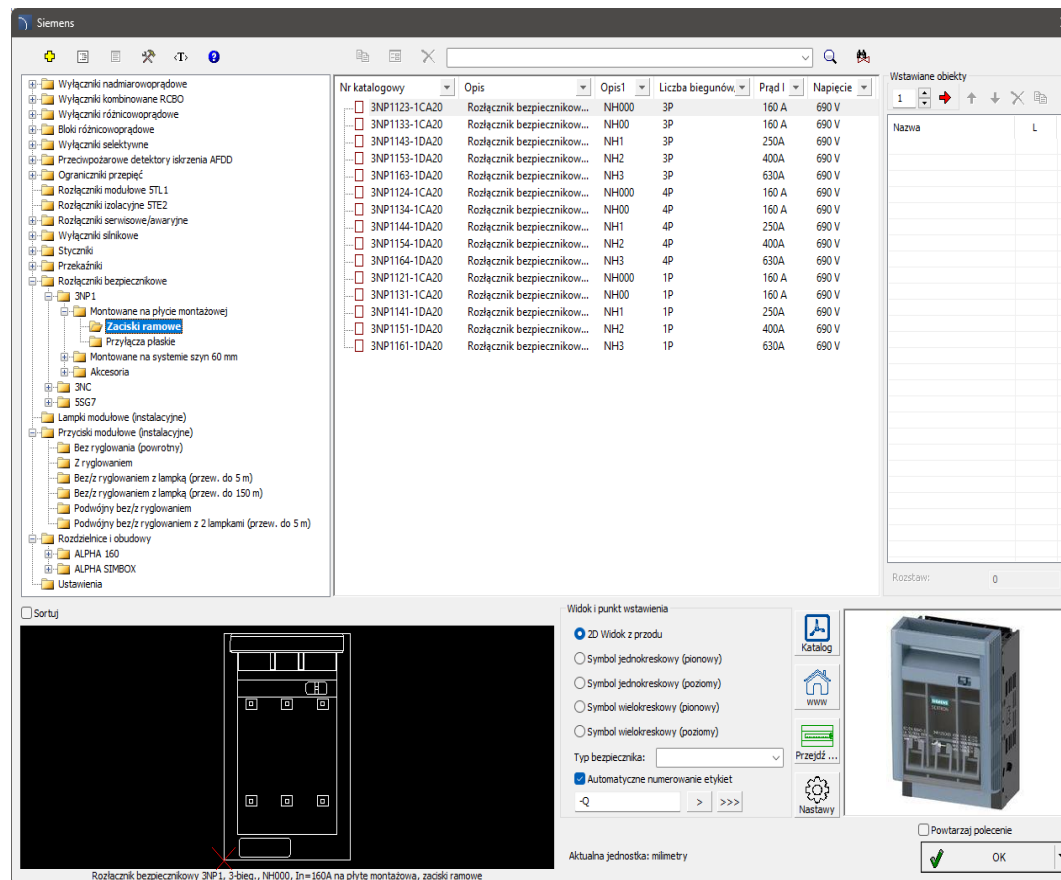 Siemens
<T>
Wyłączniki nadmiarowoprądowe
Wyłączniki kombinowane RCBO
Wyłączniki różnicowoprądowe
Bloki różnicowoprądowe
Wyłączniki selektywne
Przeciwpożarowe detektory iskrzenia AFDD
Ograniczniki przepięć
Rozłączniki modułowe 5TL1
Rozłączniki izolacyjne 5TE2
Rozłączniki serwisowe/awaryjne
Wyłączniki silnikowe
Styczniki
Przekaźniki
Rozłączniki bezpiecznikowe
3NP1
Montowane na płycie montażowej
Zaciski ramowe
Przyłącza płaskie
Montowane na systemie szyn 60 mm
Akcesoria
3NC
5SG7
Lampki modułowe (instalacyjne)
Przyciski modułowe (instalacyjne)
Bez ryglowania (powrotny)
Z ryglowaniem
Bez/z ryglowaniem z lampką (przew. do 5 m)
Bez/z ryglowaniem z lampką (przew. do 150 m)
Podwójny bez/z ryglowaniem
Podwójny bez/z ryglowaniem z 2 lampkami (przew. do 5 m)
Rozdzielnice i obudowy
ALPHA 160
ALPHA SIMBOX
Ustawienia
Nr katalogowy Opis Opis1 Liczba biegunów, Prąd I Napięcie
3NP1123-1CA20 Rozłącznik bezpiecznikow... NH000 3P 160 A 690 V
3NP1133-1CA20 Rozłącznik bezpiecznikow... NH00 3P 160 A 690 V
3NP1143-1DA20 Rozłącznik bezpiecznikow... NH1 3P 250A 690 V
3NP1153-1DA20 Rozłącznik bezpiecznikow... NH2 3P 400A 690 V
3NP1163-1DA20 Rozłącznik bezpiecznikow... NH3 3P 630A 690 V
3NP1124-1CA20 Rozłącznik bezpiecznikow... NH000 4P 160 A 690 V
3NP1134-1CA20 Rozłącznik bezpiecznikow... NH00 4P 160 A 690 V
3NP1144-1DA20 Rozłącznik bezpiecznikow... NH1 4P 250A 690 V
3NP1154-1DA20 Rozłącznik bezpiecznikow... NH2 4P 400A 690 V
3NP1164-1DA20 Rozłącznik bezpiecznikow... NH3 4P 630A 690 V
3NP1121-1CA20 Rozłącznik bezpiecznikow... NH000 1P 160 A 690 V
3NP1131-1CA20 Rozłącznik bezpiecznikow... NH00 1P 160 A 690 V
3NP1141-1DA20 Rozłącznik bezpiecznikow... NH1 1P 250A 690 V
3NP1151-1DA20 Rozłącznik bezpiecznikow... NH2 1P 400A 690 V
3NP1161-1DA20 Rozłącznik bezpiecznikow... NH3 1P 630A 690 V
Wstawiane obiekty
1
Nazwa L
Rozstaw: 0
Sortuj
Rozłącznik bezpiecznikowy 3NP1, 3-bieg., NH000, In=160A na płytę montażową, zaciski ramowe
Widok i punkt wstawienia
2D Widok z przodu
Symbol jednokreskowy (pionowy)
Symbol jednokreskowy (poziomy)
Symbol wielokreskowy (pionowy)
Symbol wielokreskowy (poziomy)
Typ bezpiecznika:
Automatyczne numerowanie etykiet
-Q > >>>
Aktualna jednostka: milimetry
Katalog
www
Przejdź ...
Nastawy
Powtarzaj polecenie
OK